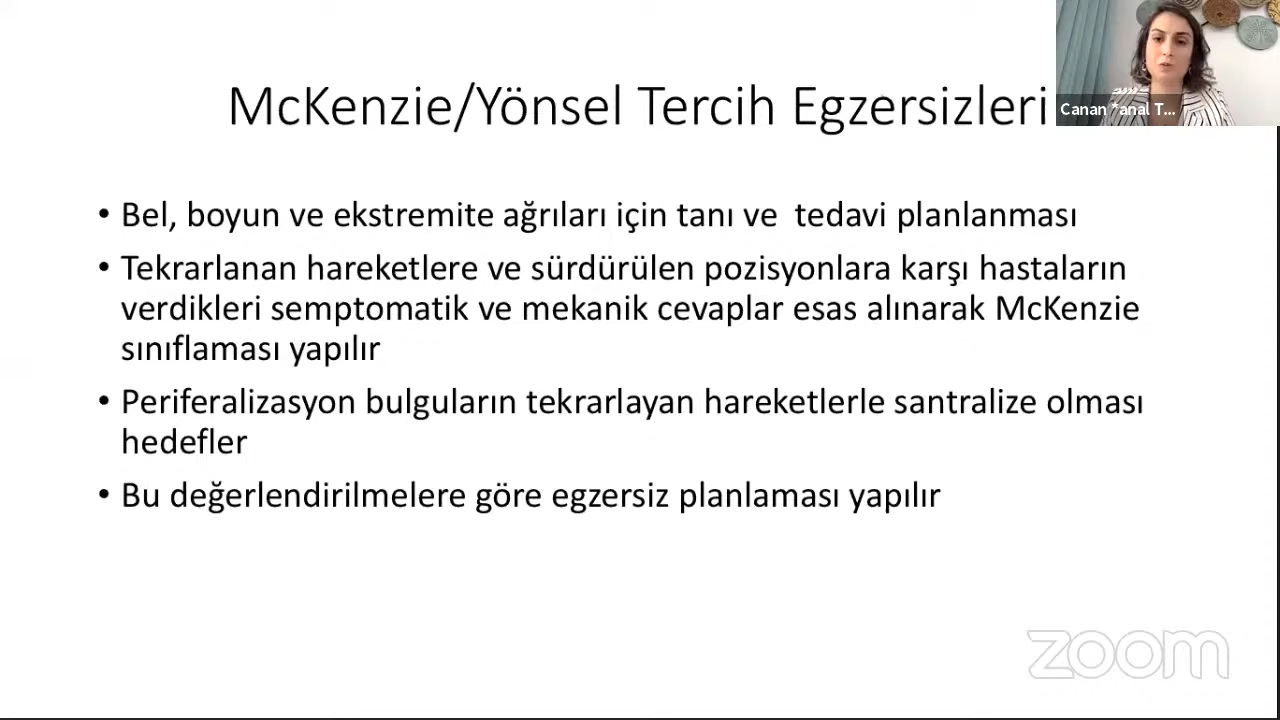 McKenzie/Yönsel Tercih Egzersizleri
Canan *anal T...
• Bel, boyun ve ekstremite ağrıları için tanı ve tedavi planlanması
• Tekrarlanan hareketlere ve sürdürülen pozisyonlara karşı hastaların
verdikleri semptomatik ve mekanik cevaplar esas alınarak McKenzie
sınıflaması yapılır
• Periferalizasyon bulguların tekrarlayan hareketlerle santralize olması
hedefler
• Bu değerlendirilmelere göre egzersiz planlaması yapılır
zoom